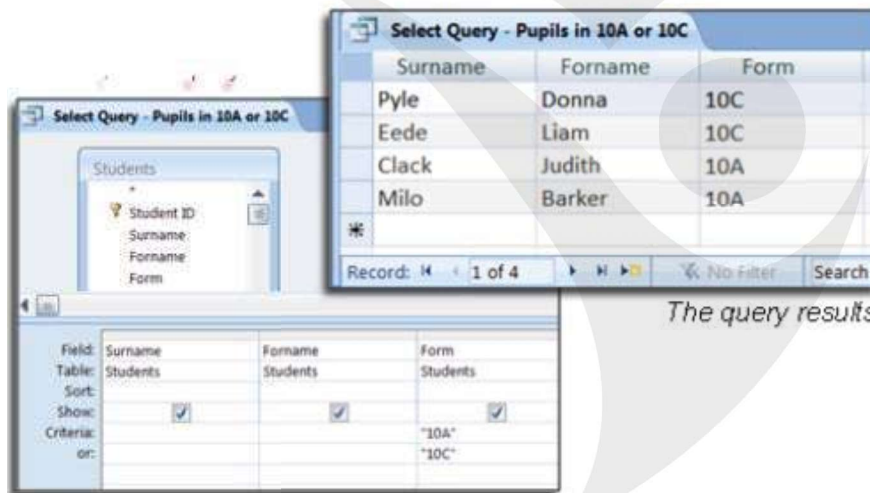 Select Query - Pupils in 10A or 10C
Surname Forname Form
Pyle Donna 10C
Eede Liam 10C
Clack Judith 10A
Milo Barker 10A
Record: 1 of 4 No Filter Search
The query results
Select Query - Pupils in 10A or 10C
Students
*
Student ID
Surname
Forname
Form
Field: Surname Forname Form
Table: Students Students Students
Sort:
Show:
Criteria: "10A"
or: "10C"